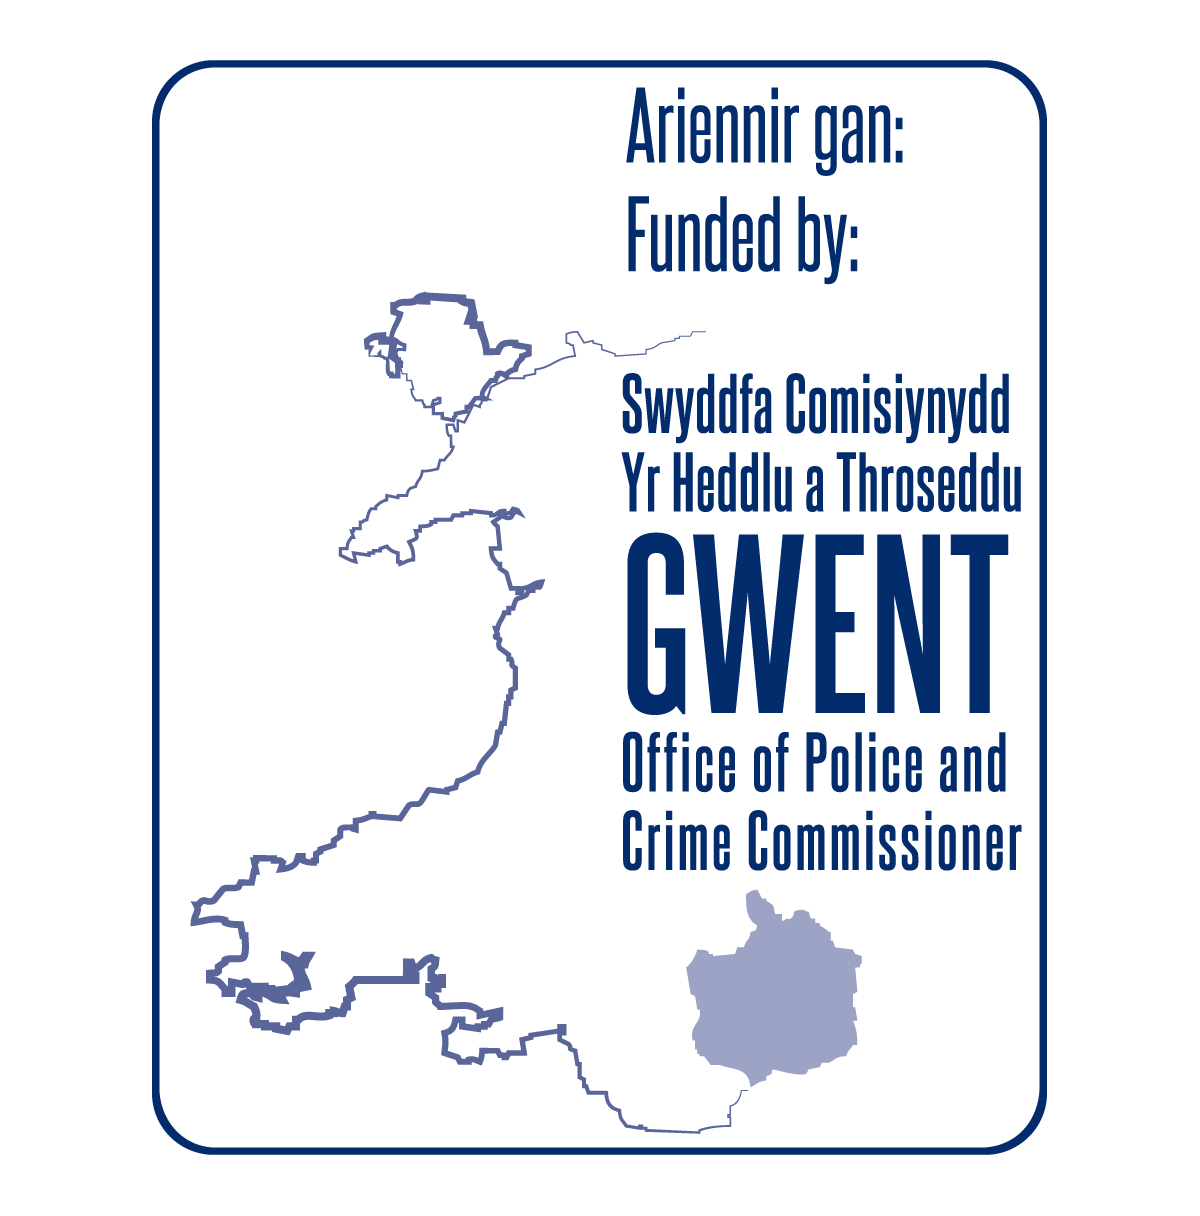 Ariennir gan:
Funded by:
Swyddfa Comisiynydd
Yr Heddlu a Throseddu
GWENT
Office of Police and
Crime Commissioner